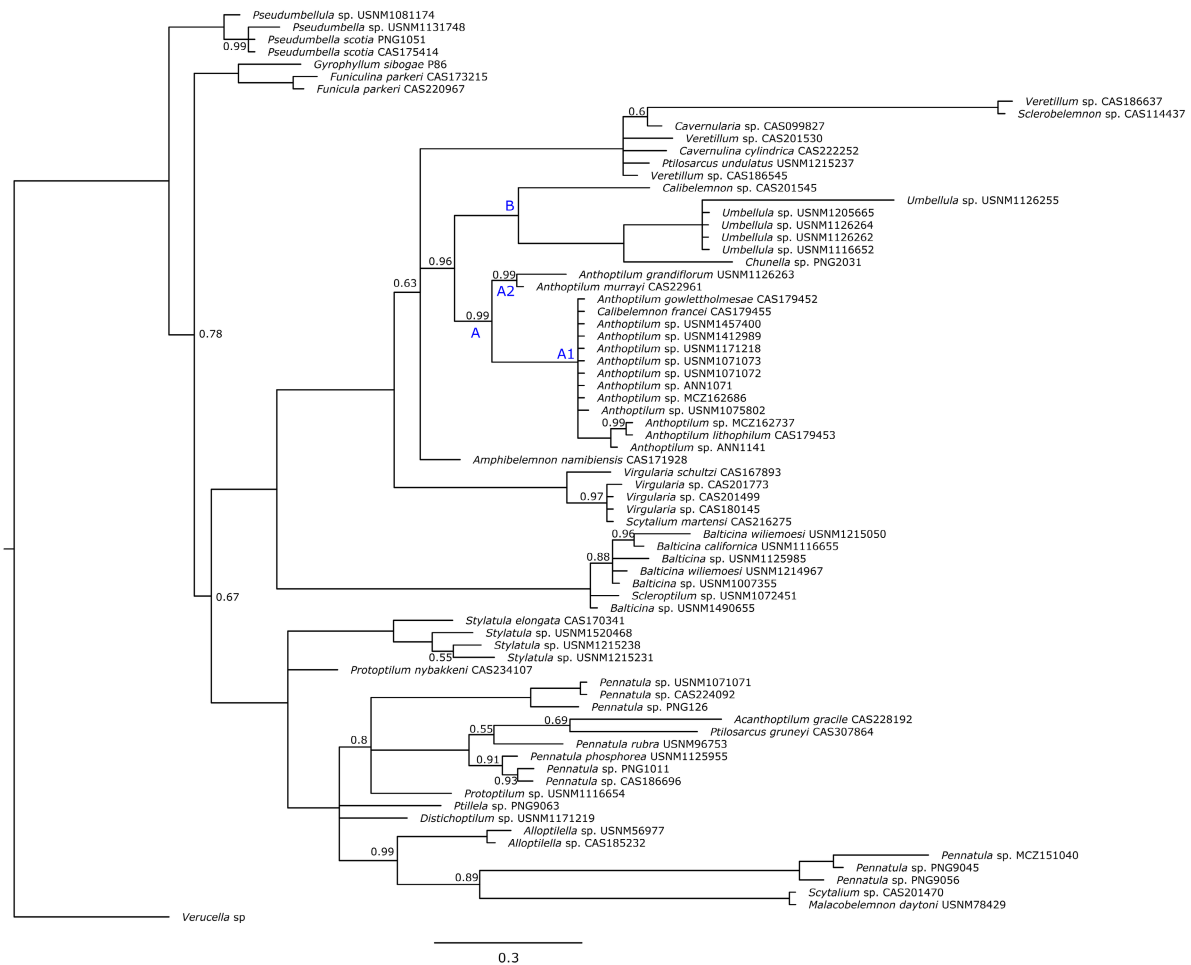 Pseudumbellula sp. USNM1081174
Pseudumbella sp. USNM1131748
0.99
Pseudumbella scotia PNG1051
Pseudumbella scotia CAS175414
Gyrophyllum sibogae P86
Funiculina parkeri CAS173215
Funicula parkeri CAS220967
Veretillum sp. CAS186637
0.6
Sclerobelemnon sp. CAS114437
Cavernularia sp. CAS099827
Veretillum sp. CAS201530
Cavernulina cylindrica CAS222252
Ptilosarcus undulatus USNM1215237
Veretillum sp. CAS186545
Calibelemnon sp. CAS201545
B
Umbellula sp. USNM1126255
Umbellula sp. USNM1205665
Umbellula sp. USNM1126264
Umbellula sp. USNM1126262
Umbellula sp. USNM1116652
0.96
Chunella sp. PNG2031
0.99
Anthoptilum grandiflorum USNM1126263
0.63
A2
Anthoptilum murrayi CAS22961
Anthoptilum gowlettholmesae CAS179452
0.99
Calibelemnon francei CAS179455
A
Anthoptilum sp. USNM1457400
0.78
Anthoptilum sp. USNM1412989
A1
Anthoptilum sp. USNM1171218
Anthoptilum sp. USNM1071073
Anthoptilum sp. USNM1071072
Anthoptilum sp. ANN1071
Anthoptilum sp. MCZ162686
Anthoptilum sp. USNM1075802
0.99
Anthoptilum sp. MCZ162737
Anthoptilum lithophilum CAS179453
Anthoptilum sp. ANN1141
Amphibelemnon namibiensis CAS171928
Virgularia schultzi CAS167893
Virgularia sp. CAS201773
0.97
Virgularia sp. CAS201499
Virgularia sp. CAS180145
Scytalium martensi CAS216275
0.96
Balticina wiliemoesi USNM1215050
Balticina californica USNM1116655
0.88
Balticina sp. USNM1125985
Balticina wiliemoesi USNM1214967
Balticina sp. USNM1007355
0.67
Scleroptilum sp. USNM1072451
Balticina sp. USNM1490655
Stylatula elongata CAS170341
Stylatula sp. USNM1520468
Stylatula sp. USNM1215238
0.55
Stylatula sp. USNM1215231
Protoptilum nybakkeni CAS234107
Pennatula sp. USNM1071071
Pennatula sp. CAS224092
Pennatula sp. PNG126
0.69
Acanthoptilum gracile CAS228192
0.55
Ptilosarcus gruneyi CAS307864
0.8
Pennatula rubra USNM96753
0.91
Pennatula phosphorea USNM1125955
Pennatula sp. PNG1011
0.93
Pennatula sp. CAS186696
Protoptilum sp. USNM1116654
Ptillela sp. PNG9063
Distichoptilum sp. USNM1171219
Alloptilella sp. USNM56977
0.99
Alloptilella sp. CAS185232
Pennatula sp. MCZ151040
Pennatula sp. PNG9045
0.89
Pennatula sp. PNG9056
Scytalium sp. CAS201470
Malacobelemnon daytoni USNM78429
Verucella sp
0.3